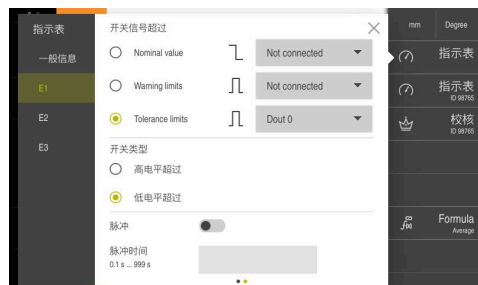 指示表
一般信息
E1
E2
E3
开关信号超过
Nominal value
Not connected
Warning limits
Not connected
Tolerance limits
Dout 0
开关类型
高电平超过
低电平超过
脉冲
脉冲时间
0.1 s ... 999 s
mm
Degree
指示表
指示表
ID 98765
校核
ID 98765
Formula
Average